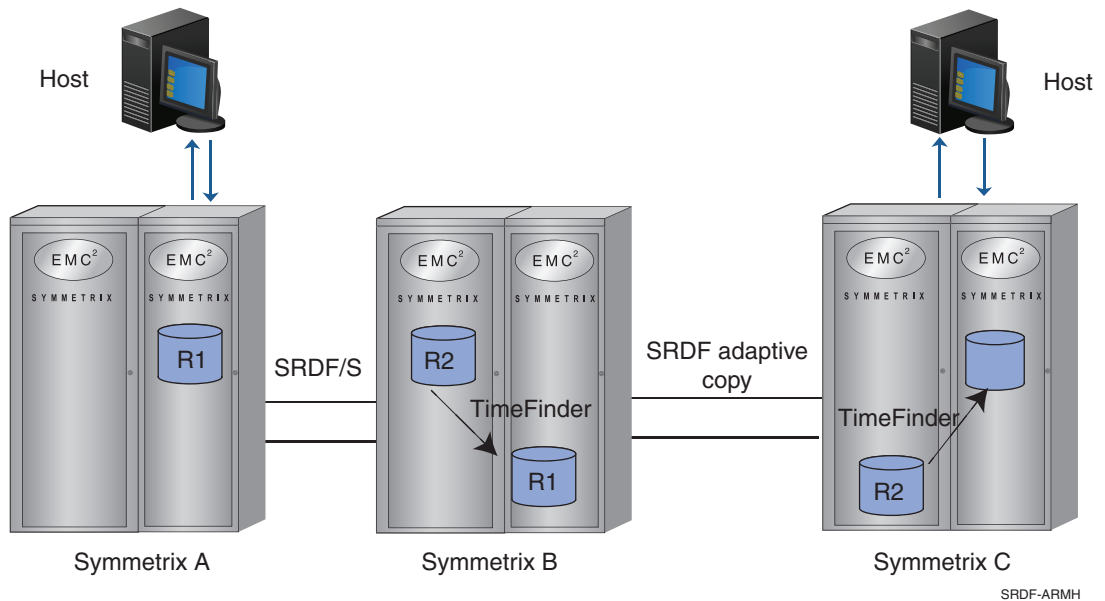 Host
Host
EMC²
SYMMETRIX
EMC²
SYMMETRIX
R1
SRDF/S
EMC²
SYMMETRIX
EMC²
SYMMETRIX
R2
TimeFinder
R1
SRDF adaptive
copy
EMC²
SYMMETRIX
EMC²
SYMMETRIX
TimeFinder
R2
Symmetrix A
Symmetrix B
Symmetrix C
SRDF-ARMH